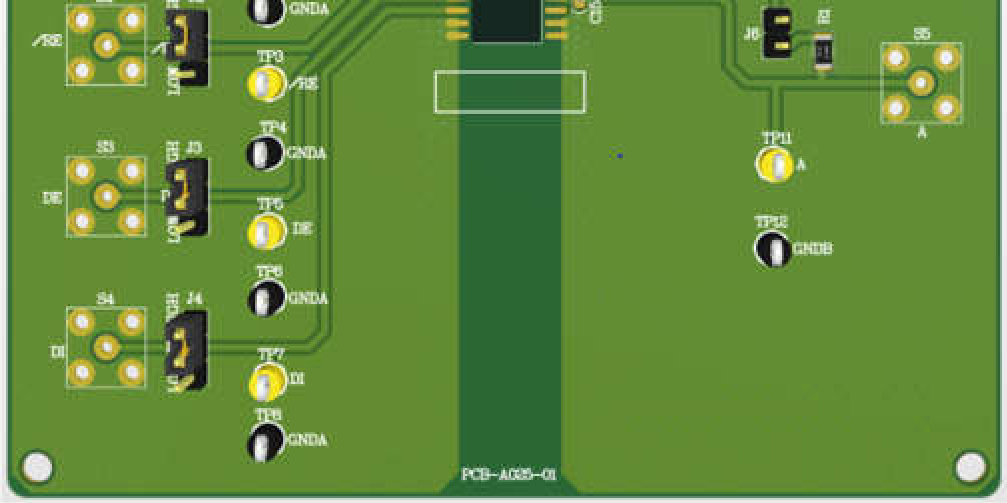 GNDA
/RE
TP3
/RE
J6
S5
A
TP4
GNDA
S3
J3
DE
TP5
DE
TP11
A
TP12
GNDB
TP6
GNDA
S4
J4
DI
TP7
DI
TP8
GNDA
PCB-A025-01